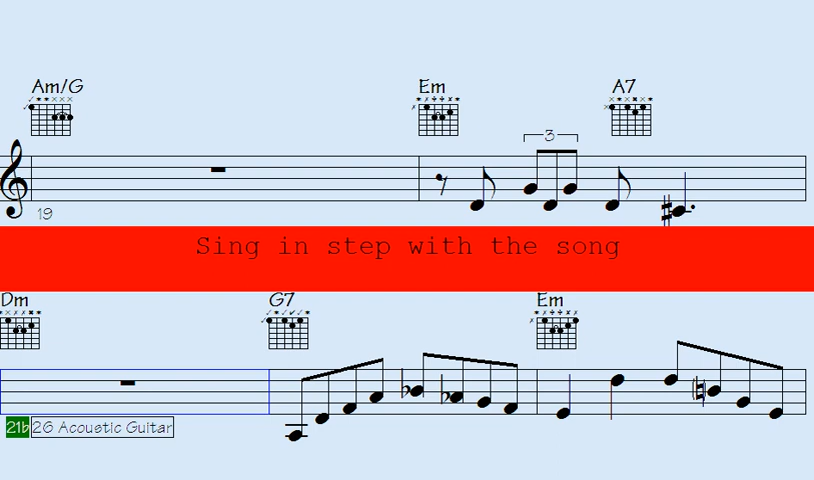 Am/G Em A7
3
19
Sing in step with the song
Dm G7 Em
21b 26 Acoustic Guitar